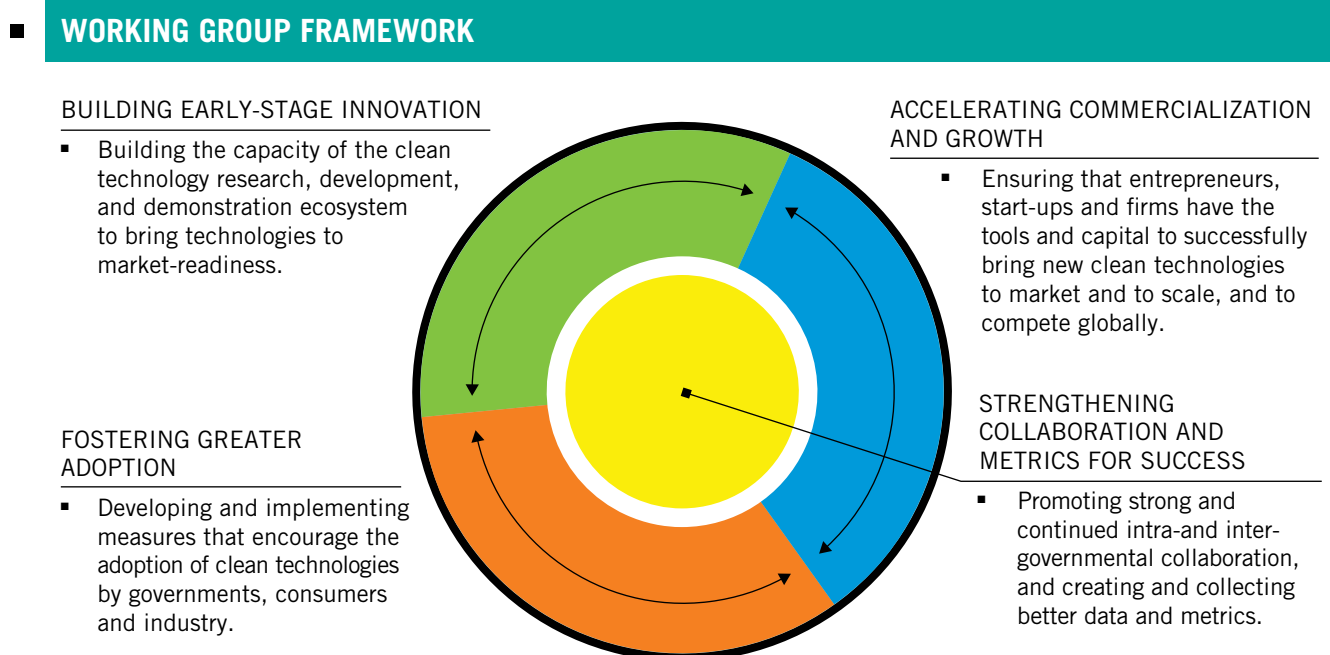 WORKING GROUP FRAMEWORK
BUILDING EARLY-STAGE INNOVATION
▪ Building the capacity of the clean
technology research, development,
and demonstration ecosystem
to bring technologies to
market-readiness.
ACCELERATING COMMERCIALIZATION
AND GROWTH
▪ Ensuring that entrepreneurs,
start-ups and firms have the
tools and capital to successfully
bring new clean technologies
to market and to scale, and to
compete globally.
FOSTERING GREATER
ADOPTION
▪ Developing and implementing
measures that encourage the
adoption of clean technologies
by governments, consumers
and industry.
STRENGTHENING
COLLABORATION AND
METRICS FOR SUCCESS
▪ Promoting strong and
continued intra-and inter-
governmental collaboration,
and creating and collecting
better data and metrics.